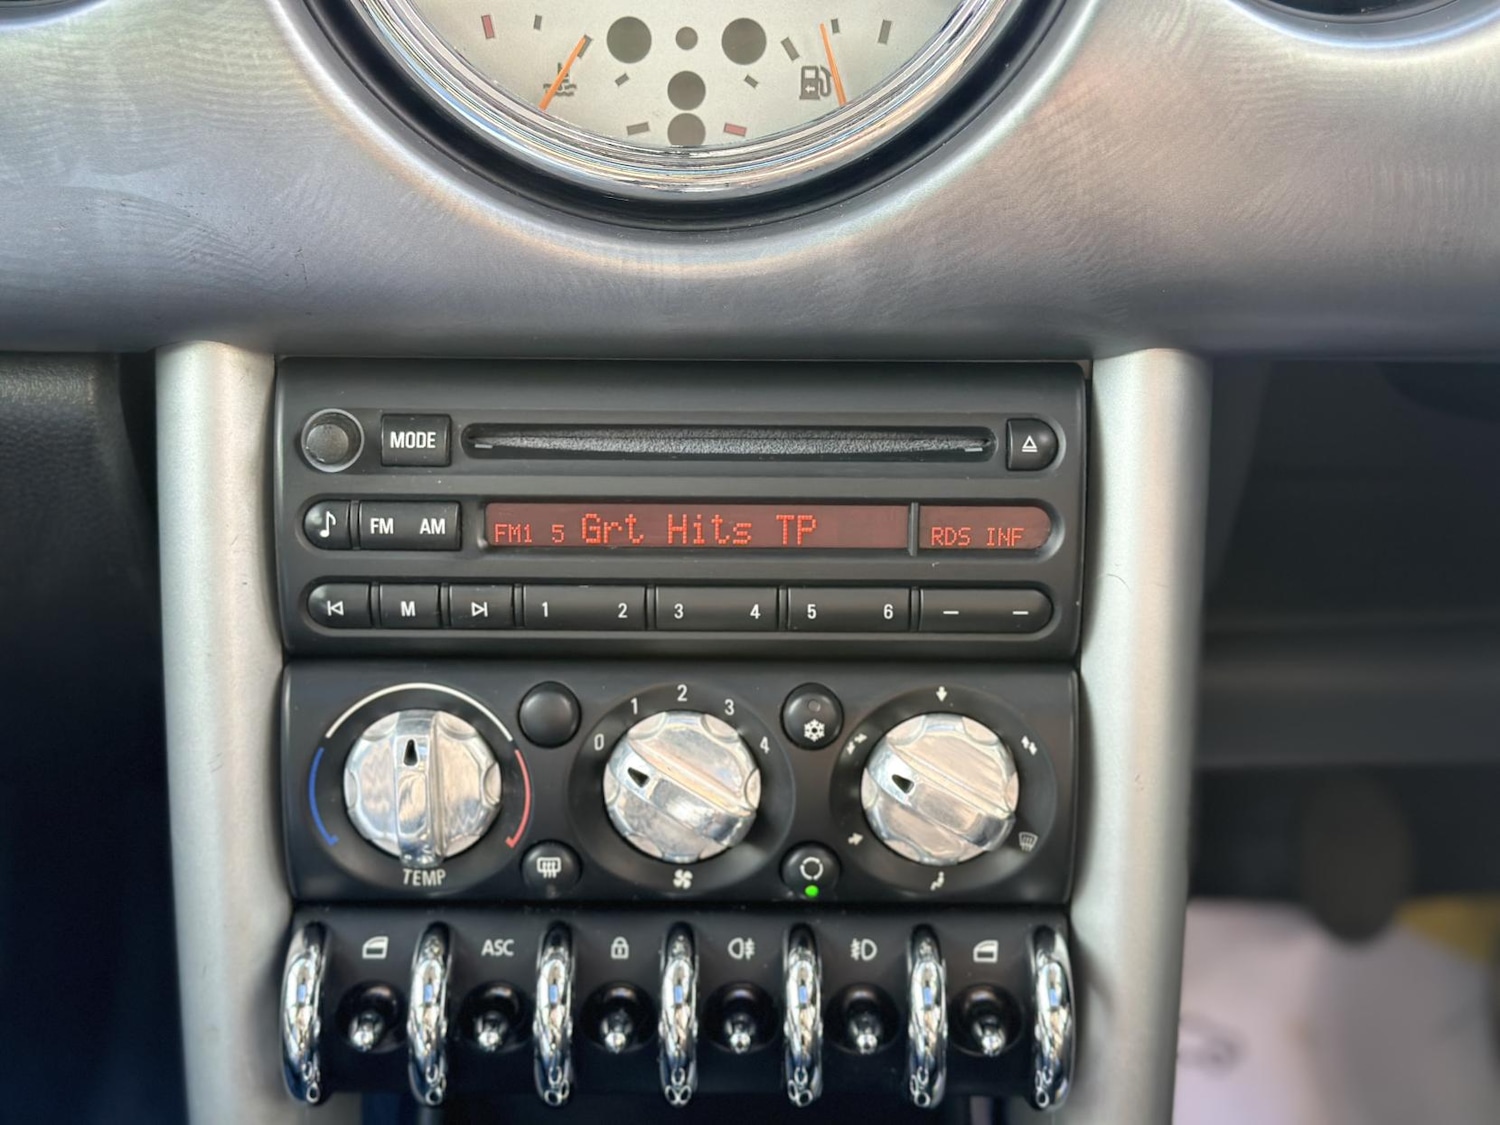 MODE
FM AM
FM1 5 Grt Hits TP RDS INF
M 1 2 3 4 5 6
0 1 2 3 4
TEMP
ASC